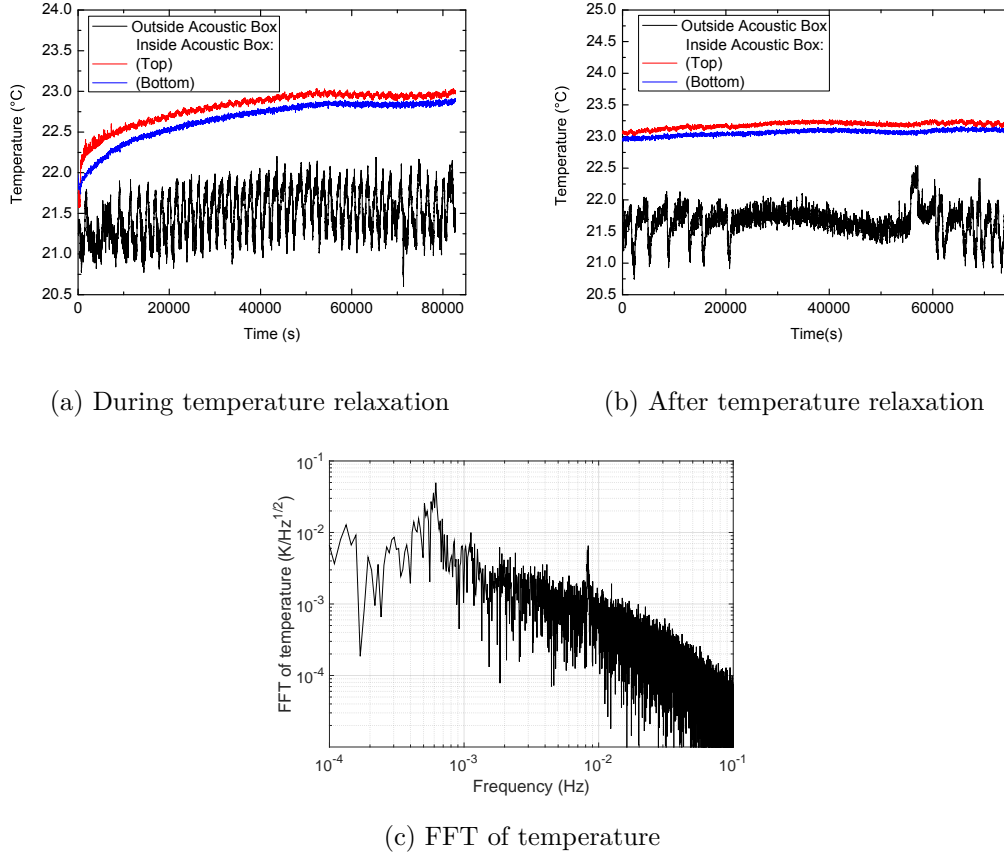 24.0
23.5
23.0
22.5
22.0
21.5
21.0
20.5
Temperature (°C)
Outside Acoustic Box
Inside Acoustic Box:
(Top)
(Bottom)
0 20000 40000 60000 80000
Time (s)
(a) During temperature relaxation
25.0
24.5
24.0
23.5
23.0
22.5
22.0
21.5
21.0
20.5
Temperature (°C)
Outside Acoustic Box
Inside Acoustic Box:
(Top)
(Bottom)
0 20000 40000 60000
Time(s)
(b) After temperature relaxation
10^-1
10^-2
10^-3
10^-4
FFT of temperature (K/Hz^1/2)
10^-4 10^-3 10^-2 10^-1
Frequency (Hz)
(c) FFT of temperature